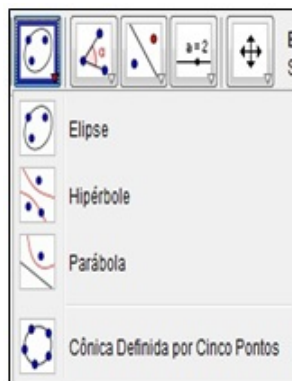 α
a=2
E
S
Elipse
Hipérbole
Parábola
Cônica Definida por Cinco Pontos